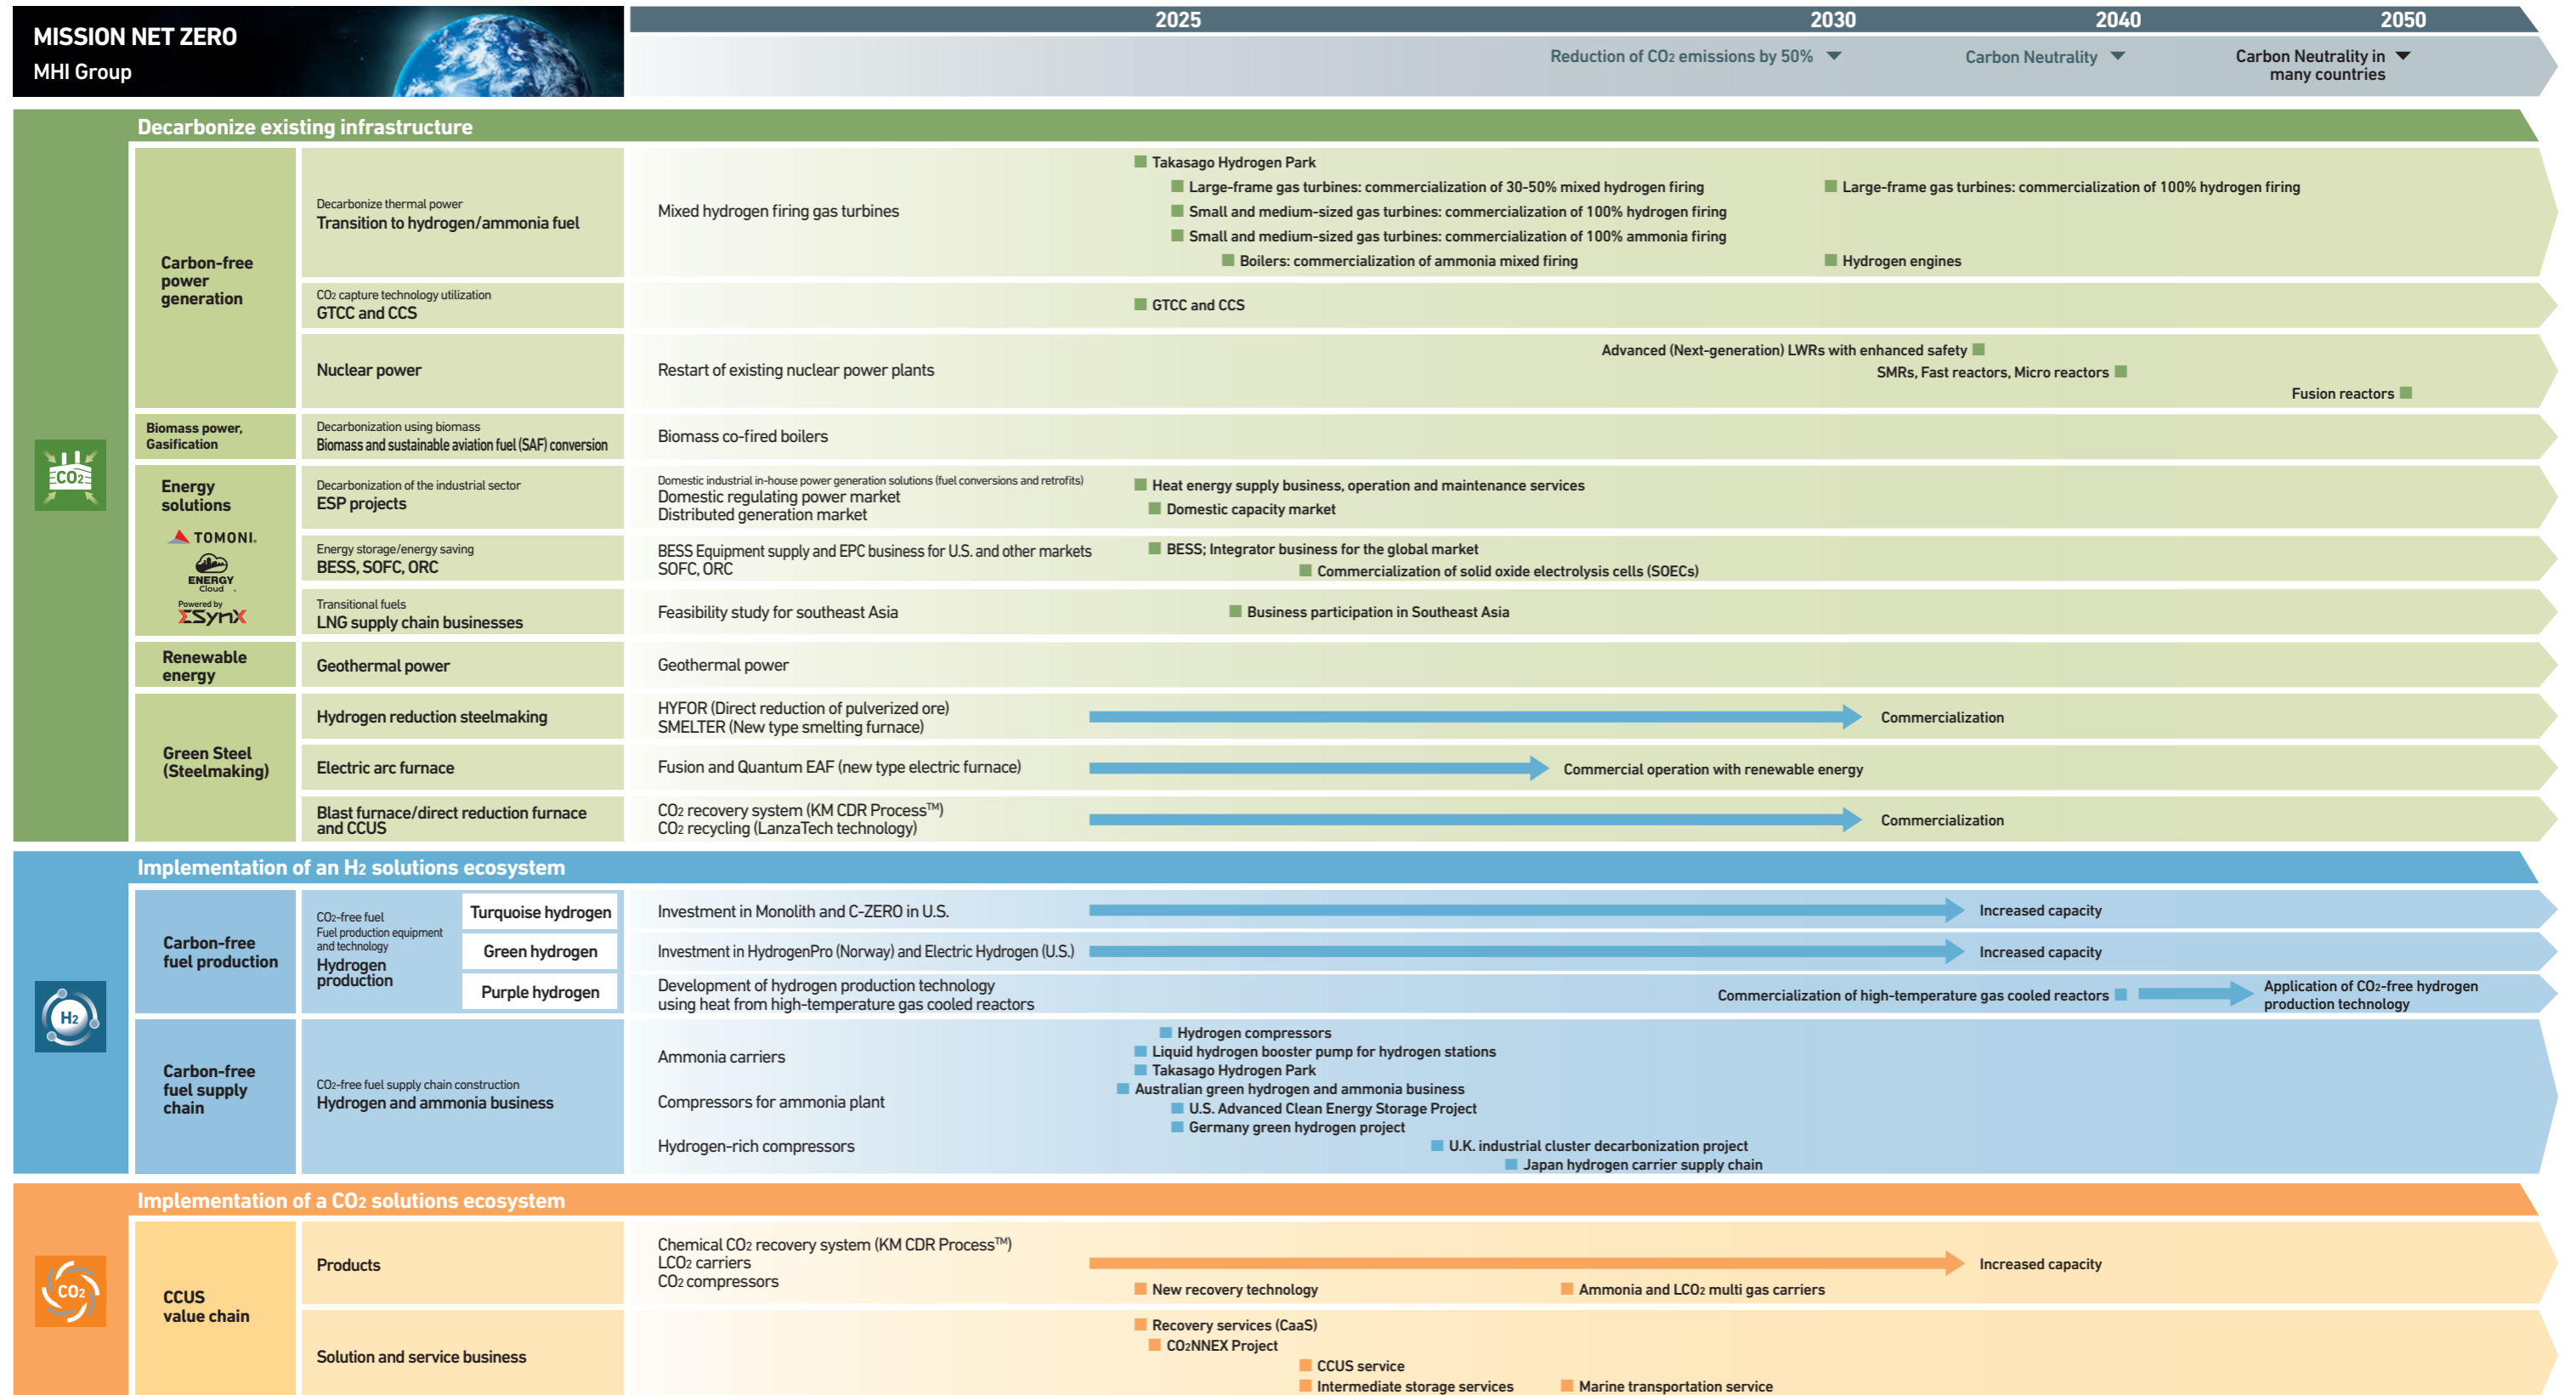 MISSION NET ZERO
MHI Group
2025
2030
2040
2050
Reduction of CO2 emissions by 50%
Carbon Neutrality
Carbon Neutrality in
many countries
Decarbonize existing infrastructure
Carbon-free
power
generation
Decarbonize thermal power
Transition to hydrogen/ammonia fuel
Mixed hydrogen firing gas turbines
Takasago Hydrogen Park
Large-frame gas turbines: commercialization of 30-50% mixed hydrogen firing
Large-frame gas turbines: commercialization of 100% hydrogen firing
Small and medium-sized gas turbines: commercialization of 100% hydrogen firing
Small and medium-sized gas turbines: commercialization of 100% ammonia firing
Boilers: commercialization of ammonia mixed firing
Hydrogen engines
CO2 capture technology utilization
GTCC and CCS
GTCC and CCS
Nuclear power
Restart of existing nuclear power plants
Advanced (Next-generation) LWRs with enhanced safety
SMRs, Fast reactors, Micro reactors
Fusion reactors
Biomass power,
Gasification
Decarbonization using biomass
Biomass and sustainable aviation fuel (SAF) conversion
Biomass co-fired boilers
CO2
Energy
solutions
TOMONI®
ENERGY
Cloud
Powered by
ΣSynX
Decarbonization of the industrial sector
ESP projects
Domestic industrial in-house power generation solutions (fuel conversions and retrofits)
Domestic regulating power market
Distributed generation market
Heat energy supply business, operation and maintenance services
Domestic capacity market
Energy storage/energy saving
BESS, SOFC, ORC
BESS Equipment supply and EPC business for U.S. and other markets
SOFC, ORC
BESS; Integrator business for the global market
Commercialization of solid oxide electrolysis cells (SOECs)
Transitional fuels
LNG supply chain businesses
Feasibility study for southeast Asia
Business participation in Southeast Asia
Renewable
energy
Geothermal power
Geothermal power
Green Steel
(Steelmaking)
Hydrogen reduction steelmaking
HYFOR (Direct reduction of pulverized ore)
SMELTER (New type smelting furnace)
Commercialization
Electric arc furnace
Fusion and Quantum EAF (new type electric furnace)
Commercial operation with renewable energy
Blast furnace/direct reduction furnace
and CCUS
CO2 recovery system (KM CDR Process™)
CO2 recycling (LanzaTech technology)
Commercialization
Implementation of an H2 solutions ecosystem
H2
Carbon-free
fuel production
CO2-free fuel
Fuel production equipment
and technology
Hydrogen
production
Turquoise hydrogen
Investment in Monolith and C-ZERO in U.S.
Increased capacity
Green hydrogen
Investment in HydrogenPro (Norway) and Electric Hydrogen (U.S.)
Increased capacity
Purple hydrogen
Development of hydrogen production technology
using heat from high-temperature gas cooled reactors
Commercialization of high-temperature gas cooled reactors
Application of CO2-free hydrogen
production technology
Carbon-free
fuel supply
chain
CO2-free fuel supply chain construction
Hydrogen and ammonia business
Ammonia carriers
Compressors for ammonia plant
Hydrogen-rich compressors
Hydrogen compressors
Liquid hydrogen booster pump for hydrogen stations
Takasago Hydrogen Park
Australian green hydrogen and ammonia business
U.S. Advanced Clean Energy Storage Project
Germany green hydrogen project
U.K. industrial cluster decarbonization project
Japan hydrogen carrier supply chain
Implementation of a CO2 solutions ecosystem
CO2
CCUS
value chain
Products
Chemical CO2 recovery system (KM CDR Process™)
LCO2 carriers
CO2 compressors
Increased capacity
New recovery technology
Ammonia and LCO2 multi gas carriers
Solution and service business
Recovery services (CaaS)
CO2NNEX Project
CCUS service
Intermediate storage services
Marine transportation service